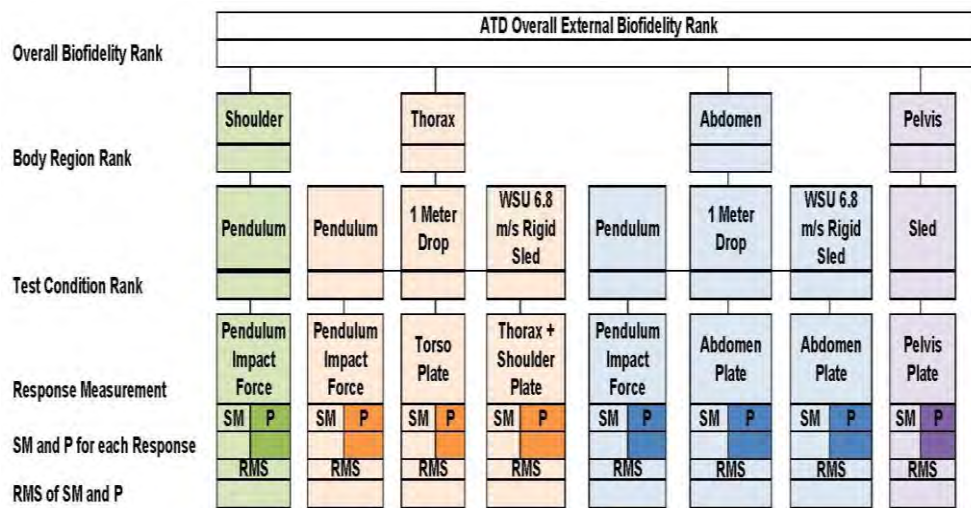 ATD Overall External Biofidelity Rank
Overall Biofidelity Rank
Shoulder
Thorax
Abdomen
Pelvis
Body Region Rank
Pendulum
Pendulum
1 Meter
Drop
WSU 6.8
m/s Rigid
Sled
Pendulum
1 Meter
Drop
WSU 6.8
m/s Rigid
Sled
Sled
Test Condition Rank
Response Measurement
Pendulum
Impact
Force
Pendulum
Impact
Force
Torso
Plate
Thorax +
Shoulder
Plate
Pendulum
Impact
Force
Abdomen
Plate
Abdomen
Plate
Pelvis
Plate
SM P SM P SM P SM P SM P SM P SM P SM P
SM and P for each Response
RMS RMS RMS RMS RMS RMS RMS RMS
RMS of SM and P